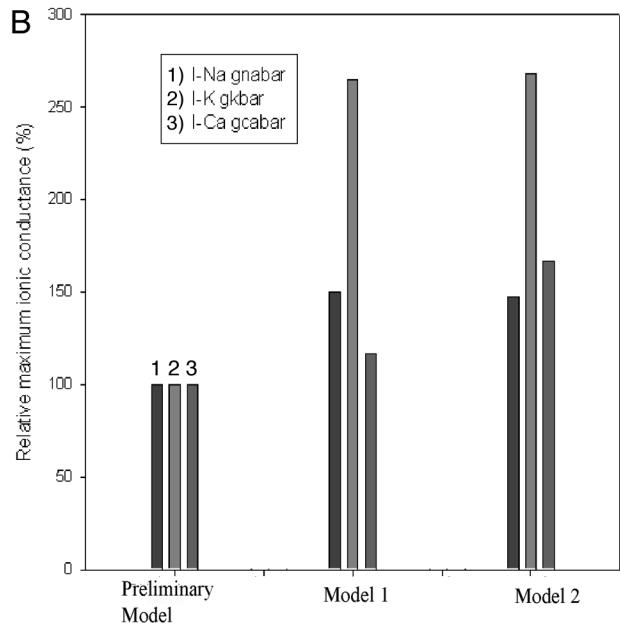 B
300
250
200
150
100
50
0
Relative maximum ionic conductance (%)
1) I-Na gnabar
2) I-K gkbar
3) I-Ca gcabar
1 2 3
Preliminary
Model
Model 1
Model 2